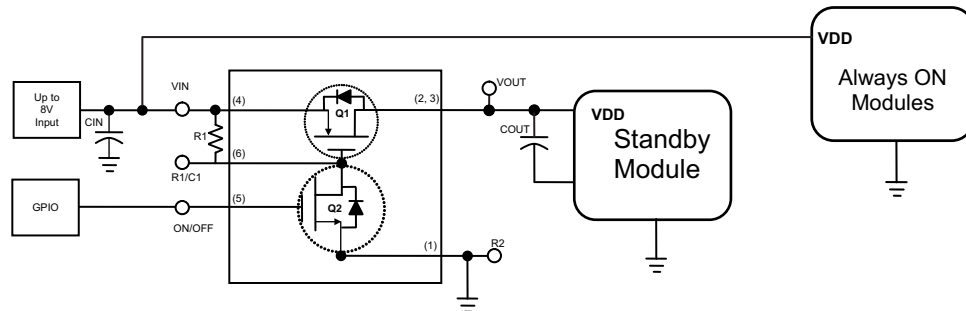 VDD
Always ON
Modules
Up to
8V
Input
CIN
VIN
(4)
Q1
(2, 3)
VOUT
R1
(6)
R1/C1
COUT
VDD
Standby
Module
GPIO
ON/OFF
(5)
Q2
(1)
R2